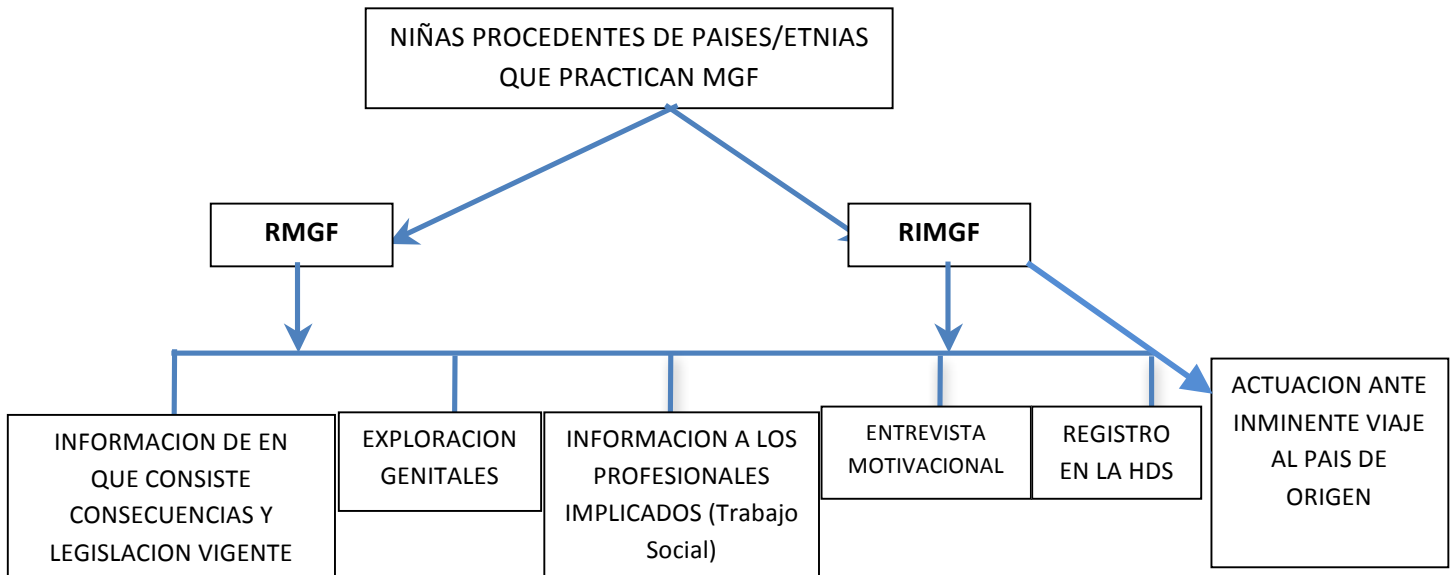 NIÑAS PROCEDENTES DE PAISES/ETNIAS
QUE PRACTICAN MGF
RMGF
RIMGF
INFORMACION DE EN
QUE CONSISTE
CONSECUENCIAS Y
LEGISLACION VIGENTE
EXPLORACION
GENITALES
INFORMACION A LOS
PROFESIONALES
IMPLICADOS (Trabajo
Social)
ENTREVISTA
MOTIVACIONAL
REGISTRO
EN LA HDS
ACTUACION ANTE
INMINENTE VIAJE
AL PAIS DE
ORIGEN